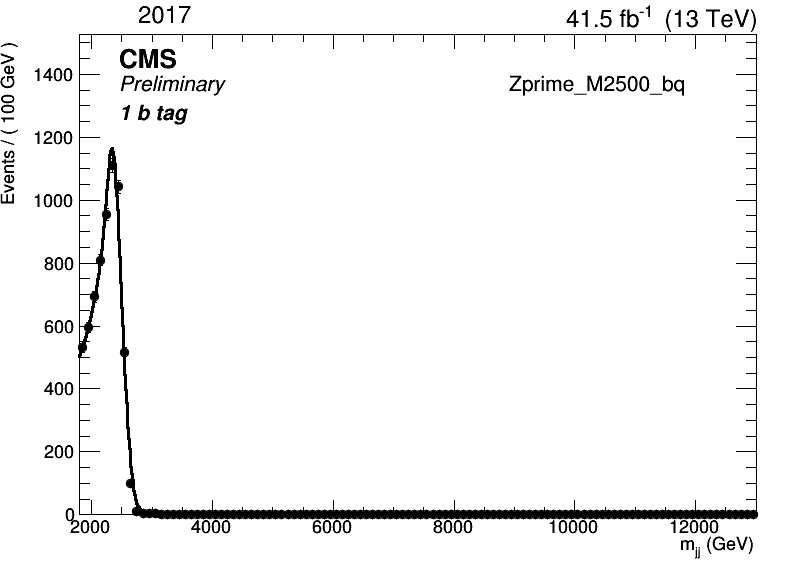 2017
41.5 fb-1 (13 TeV)
CMS
Preliminary
1 b tag
Zprime_M2500_bq
Events / ( 100 GeV )
1400
1200
1000
800
600
400
200
0
2000 4000 6000 8000 10000 12000
mjj (GeV)